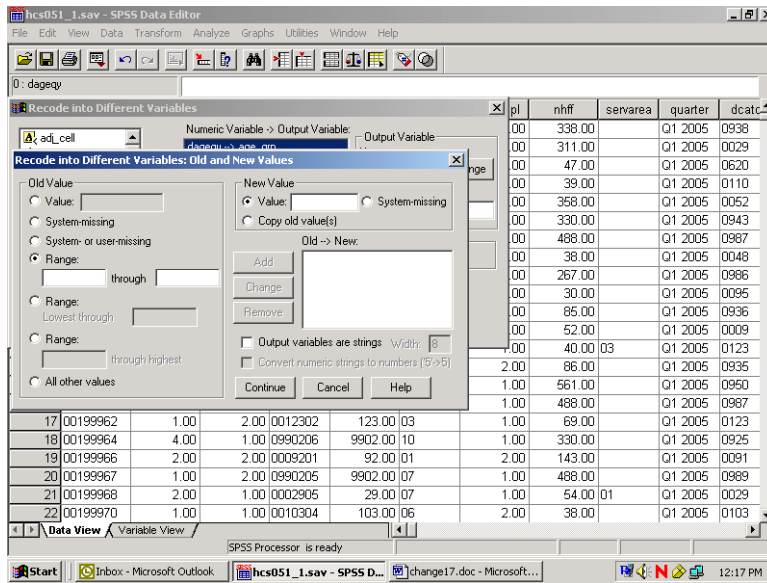 hcs051_1.sav - SPSS Data Editor
File Edit View Data Transform Analyze Graphs Utilities Window Help
0 : dageqy
Recode into Different Variables
pl nhff servarea quarter dcatc
adj_cell
Numeric Variable -> Output Variable:
Output Variable
.00 338.00 Q1 2005 0938
.00 311.00 Q1 2005 0029
Recode into Different Variables: Old and New Values
nge
.00 47.00 Q1 2005 0620
Old Value
New Value
.00 39.00 Q1 2005 0110
Value:
Value:
System-missing
.00 358.00 Q1 2005 0052
System-missing
Copy old value(s)
.00 330.00 Q1 2005 0943
System- or user-missing
Old --> New:
.00 488.00 Q1 2005 0987
Range:
Add
.00 38.00 Q1 2005 0048
through
.00 267.00 Q1 2005 0986
Change
.00 30.00 Q1 2005 0095
Range:
Lowest through
Remove
.00 85.00 Q1 2005 0936
.00 52.00 Q1 2005 0009
Range:
Output variables are strings Width: 8
.00 40.00 03 Q1 2005 0123
through highest
Convert numeric strings to numbers ('5'->5)
2.00 86.00 Q1 2005 0935
All other values
Continue Cancel Help
1.00 561.00 Q1 2005 0950
1.00 488.00 Q1 2005 0987
17 00199962 1.00 2.00 0012302 123.00 03 1.00 69.00 Q1 2005 0123
18 00199964 4.00 1.00 0990206 9902.00 10 1.00 330.00 Q1 2005 0925
19 00199966 2.00 2.00 0009201 92.00 01 2.00 143.00 Q1 2005 0091
20 00199967 1.00 2.00 0990205 9902.00 07 1.00 488.00 Q1 2005 0989
21 00199968 2.00 1.00 0002905 29.00 07 1.00 54.00 01 Q1 2005 0029
22 00199970 1.00 1.00 0010304 103.00 06 2.00 38.00 Q1 2005 0103
Data View Variable View
SPSS Processor is ready
Start Inbox - Microsoft Outlook hcs051_1.sav - SPSS D... change17.doc - Microsoft... 12:17 PM